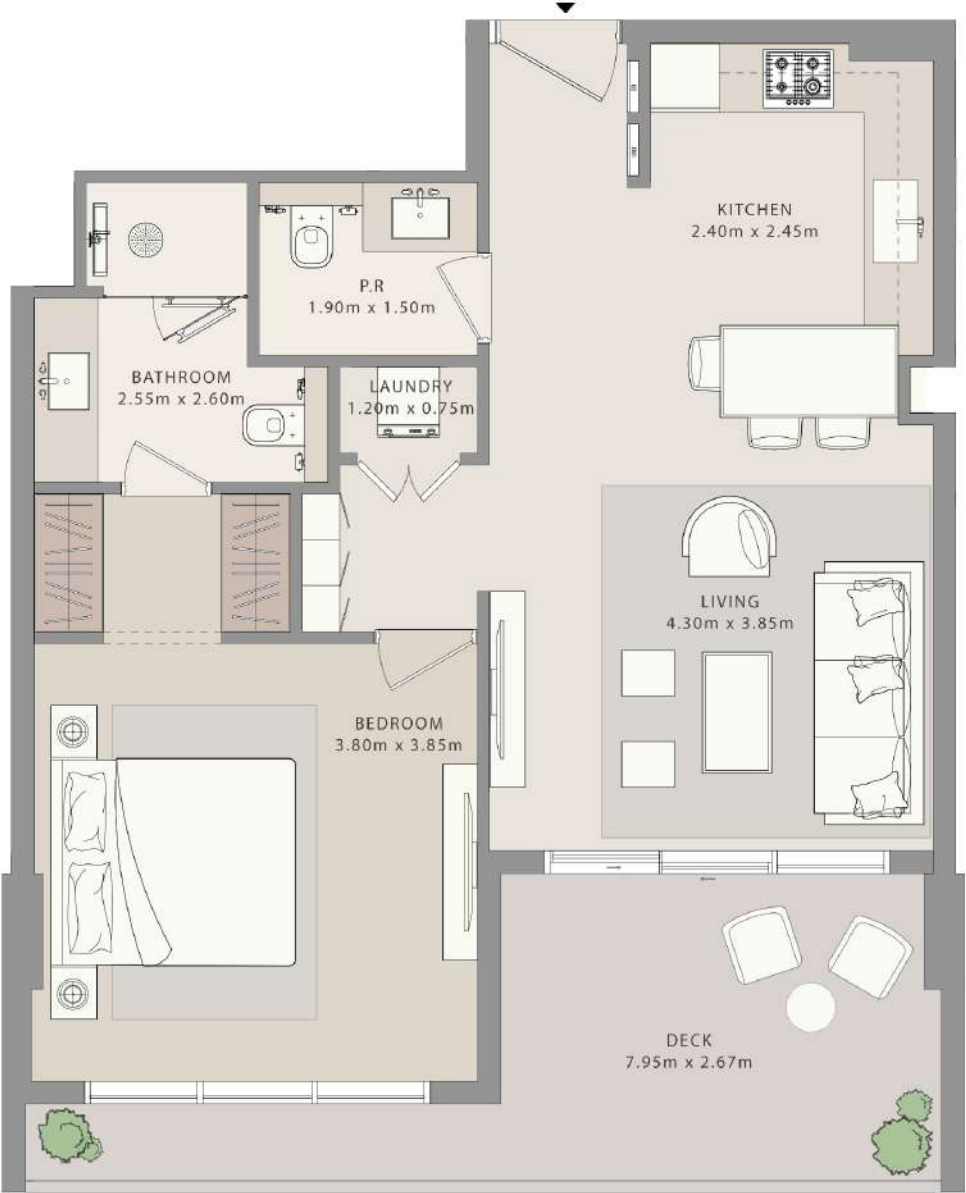 KITCHEN
2.40m x 2.45m
P.R
1.90m x 1.50m
BATHROOM
2.55m x 2.60m
LAUNDRY
1.20m x 0.75m
LIVING
4.30m x 3.85m
BEDROOM
3.80m x 3.85m
DECK
7.95m x 2.67m